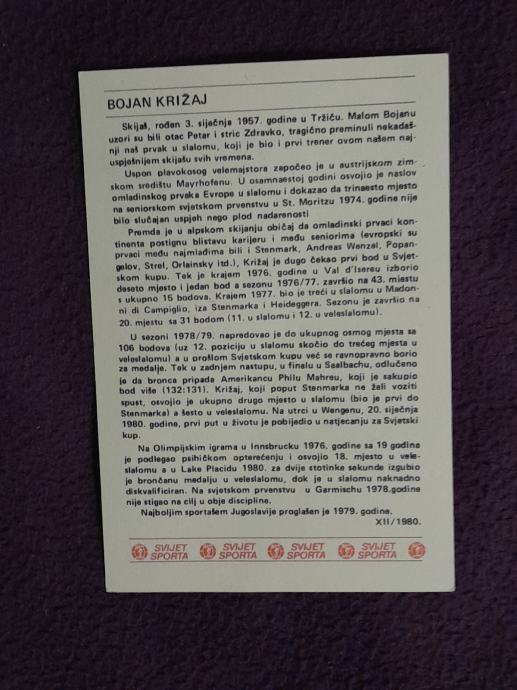 BOJAN KRIŽAJ
Skijaš, rođen 3. siječnja 1957. godine u Tržiču. Malom Bojanu
uzori su bili otac Petar i stric Zdravko, tragično preminuli nekadaš-
nji naš prvak u slalomu, koji je bio i prvi trener ovom našem naj-
uspješnijem skijašu svih vremena.
Uspon plavokosog velemajstora započeo je u austrijskom zim-
skom središtu Mayrhofenu. U osamnaestoj godini osvojio je naslov
omladinskog prvaka Evrope u slalomu i dokazao da trinaesto mjesto
na seniorskom svjetskom prvenstvu u St. Moritzu 1974. godine nije
bilo slučajan uspjeh nego plod nadarenosti
Premda je u alpskom skijanju običaj da omladinski prvaci kon-
tinenta postignu blistavu karijeru i među seniorima (evropski su
prvaci među najmlađima bili i Stenmark, Andreas Wenzel, Popan-
gelov, Strel, Orlainsky itd.), Križaj je dugo čekao prvi bod u Svjet-
skom kupu. Tek je krajem 1976. godine u Val d'Isereu izborio
deseto mjesto i jedan bod a sezonu 1976/77. završio na 43. mjestu
s ukupno 15 bodova. Krajem 1977. bio je treći u slalomu u Madon-
ni di Campiglio, iza Stenmarka i Heideggera. Sezonu je završio na
20. mjestu sa 31 bodom (11. u slalomu i 12. u veleslalomu).
U sezoni 1978/79. napredovao je do ukupnog osmog mjesta sa
106 bodova (uz 12. poziciju u slalomu skočio do trećeg mjesta u
veleslalomu) a u prošlom Svjetskom kupu već se ravnopravno borio
za medalje. Tek u zadnjem nastupu, u finalu u Saalbachu, odlučeno
je da bronca pripada Amerikancu Philu Mahreu, koji je sakupio
bod više (132:131). Križaj, koji poput Stenmarka ne želi voziti
spust, osvojio je ukupno drugo mjesto u slalomu (bio je prvi do
Stenmarka) a šesto u veleslalomu. Na utrci u Wengenu, 20. siječnja
1980. godine, prvi put u životu je pobijedio u natjecanju za Svjetski
kup.
Na Olimpijskim igrama u Innsbrucku 1976. godine sa 19 godina
je podlegao psihičkom opterećenju i osvojio 18. mjesto u vele-
slalomu a u Lake Placidu 1980. za dvije stotinke sekunde izgubio
je brončanu medalju u veleslalomu, dok je u slalomu naknadno
diskvalificiran. Na svjetskom prvenstvu u Garmischu 1978.godine
nije stigao na cilj u obje discipline.
Najboljim sportašem Jugoslavije proglašen je 1979. godine.
XII/1980.
SVIJET SPORTA SVIJET SPORTA SVIJET SPORTA SVIJET SPORTA